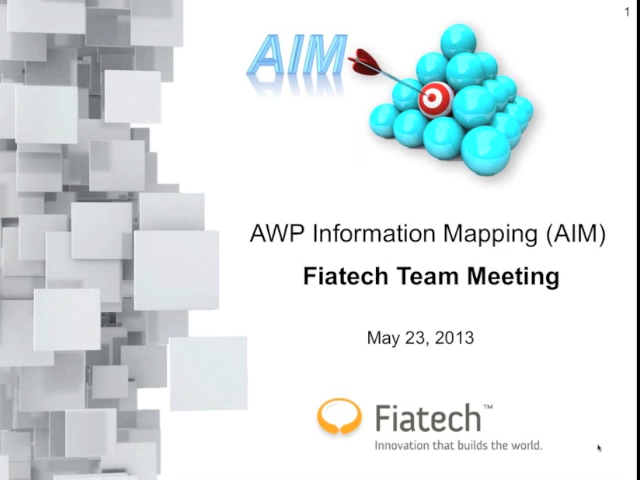 1
AIM
AWP Information Mapping (AIM)
Fiatech Team Meeting
May 23, 2013
Fiatech™
Innovation that builds the world.